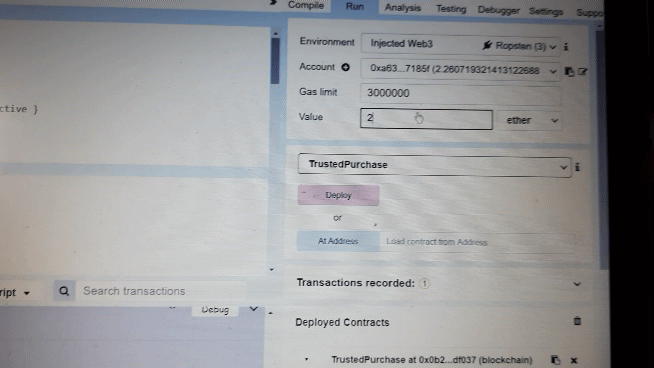 Compile Run Analysis Testing Debugger Settings Suppo
Environment Injected Web3 Ropsten (3) i
Account 0xa63...7185f (2.260719321413122688
Gas limit 3000000
Value 2 ether
ctive }
TrustedPurchase i
Deploy
or
At Address Load contract from Address
Transactions recorded: 1
ript Search transactions
Debug
Deployed Contracts
TrustedPurchase at 0x0b2...df037 (blockchain)